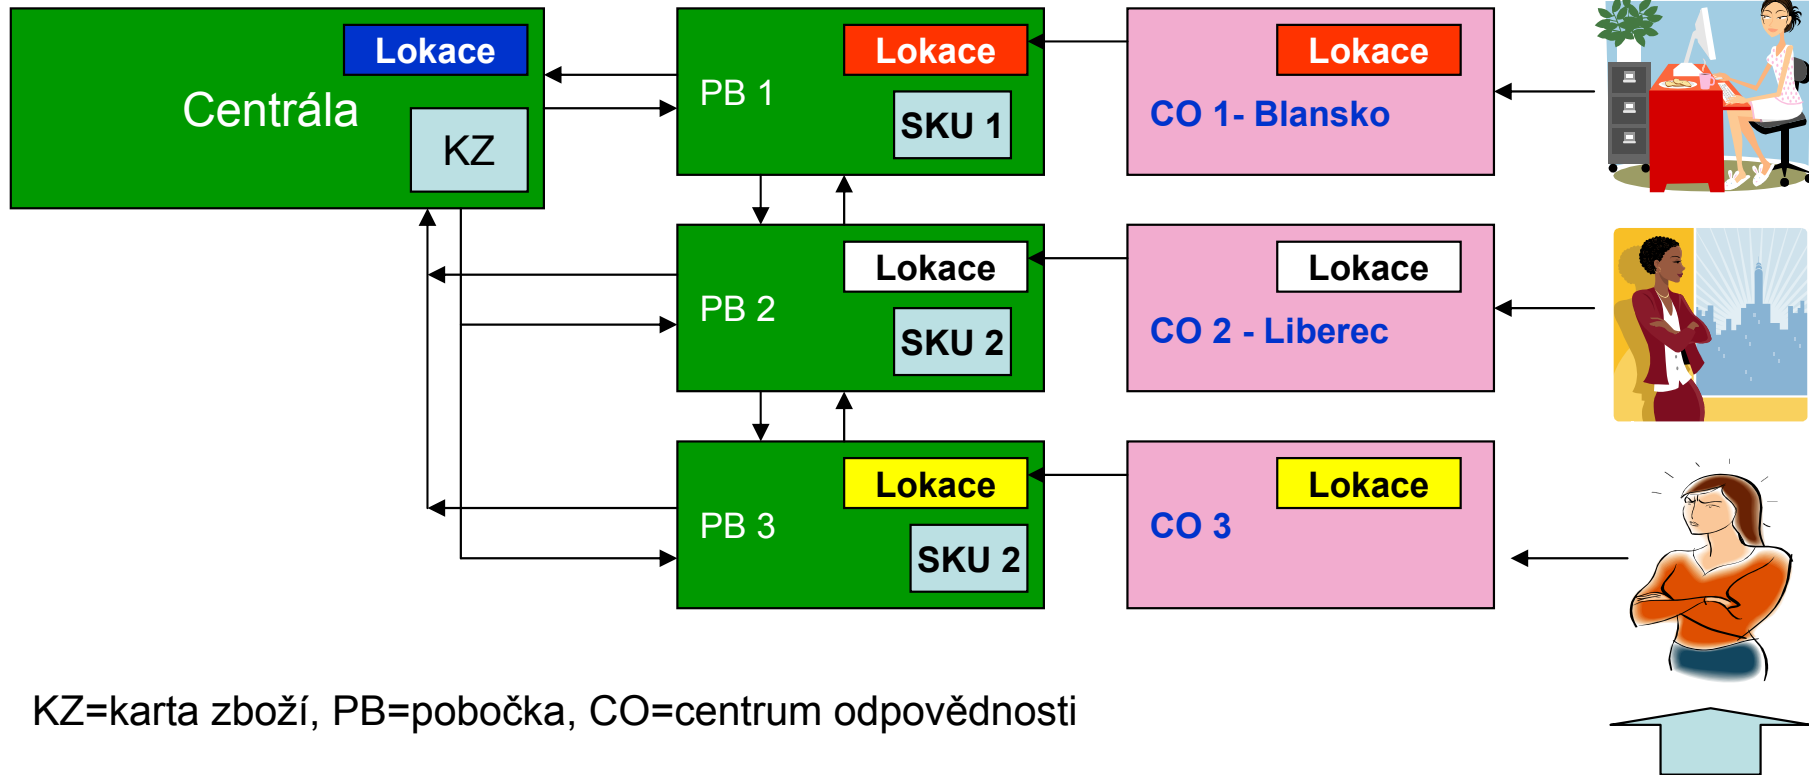 Lokace
Centrála
KZ
Lokace
PB 1
SKU 1
Lokace
CO 1- Blansko
Lokace
PB 2
SKU 2
Lokace
CO 2 - Liberec
Lokace
PB 3
SKU 2
Lokace
CO 3
KZ=karta zboží, PB=pobočka, CO=centrum odpovědnosti